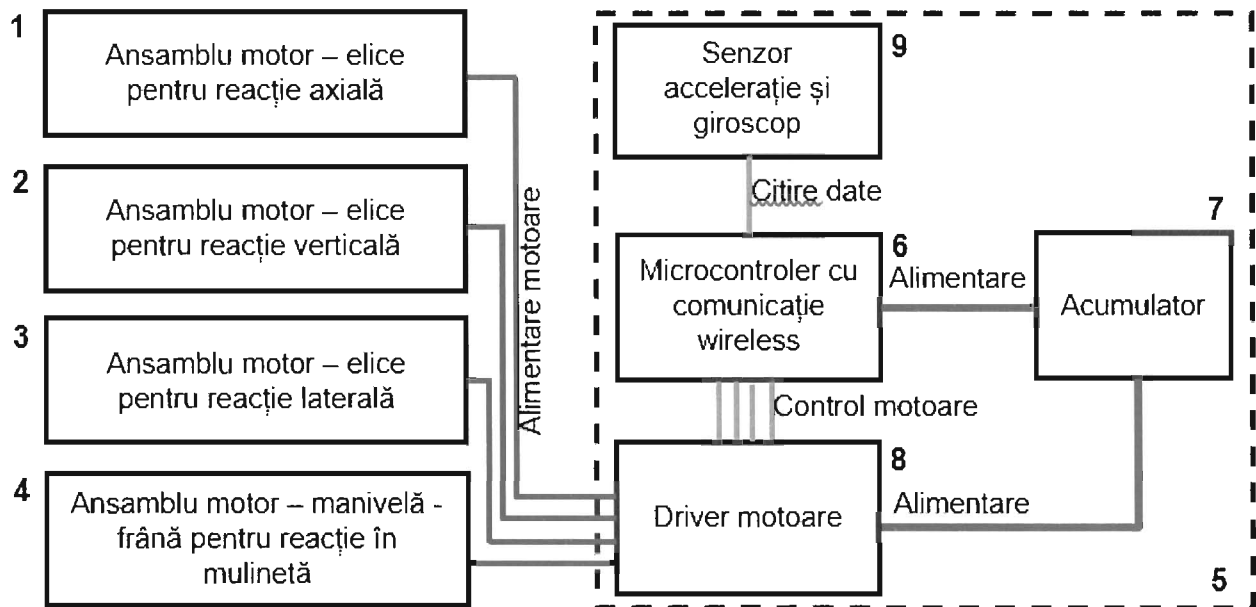 1
Ansamblu motor – elice
pentru reacție axială
2
Ansamblu motor – elice
pentru reacție verticală
3
Ansamblu motor – elice
pentru reacție laterală
4
Ansamblu motor – manivelă -
frână pentru reacție în
mulinetă
Alimentare motoare
9
Senzor
accelerație și
giroscop
Citire date
6
Microcontroler cu
comunicație
wireless
Alimentare
7
Acumulator
Control motoare
8
Driver motoare
Alimentare
5